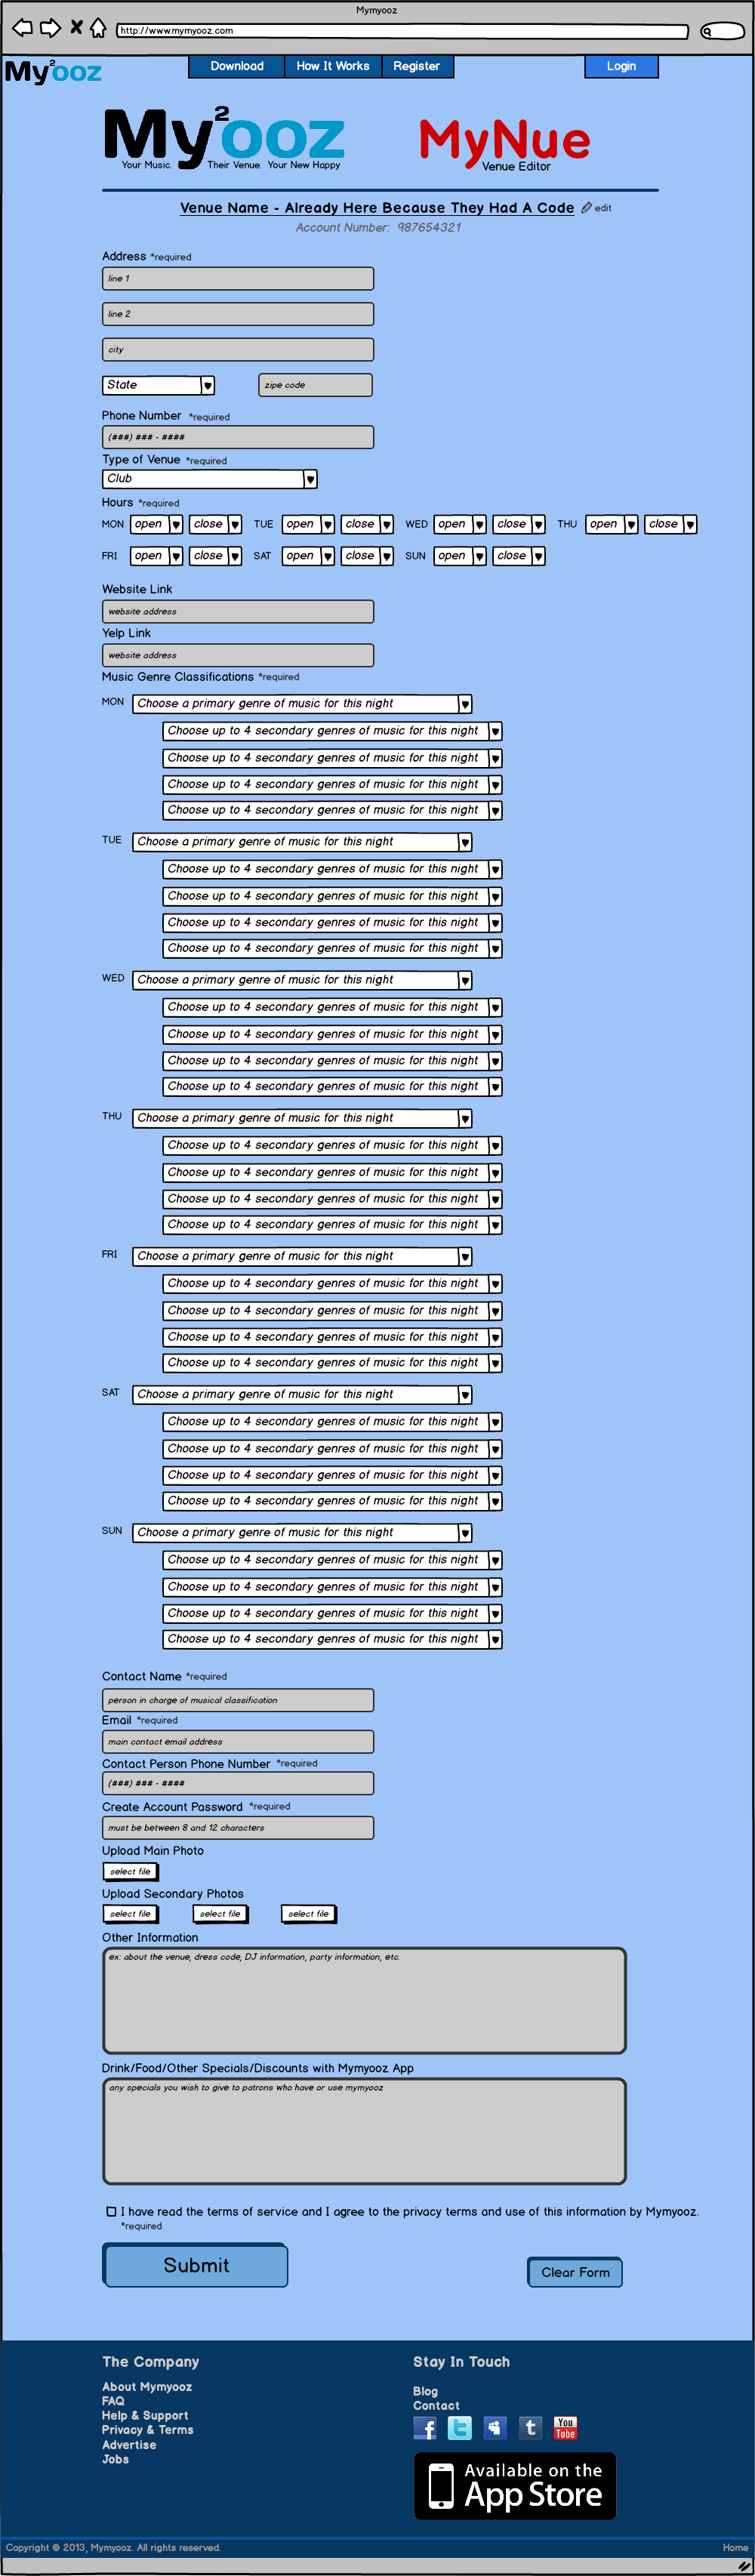 Mymyooz
http://www.mymyooz.com
My2ooz
Download How It Works Register Login
My2ooz
Your Music. Their Venue. Your New Happy
MyNue
Venue Editor
Venue Name - Already Here Because They Had A Code edit
Account Number: 987654321
Address *required
line 1
line 2
city
State zipe code
Phone Number *required
(###) ### - ####
Type of Venue *required
Club
Hours *required
MON open close TUE open close WED open close THU open close
FRI open close SAT open close SUN open close
Website Link
website address
Yelp Link
website address
Music Genre Classifications *required
MON Choose a primary genre of music for this night
Choose up to 4 secondary genres of music for this night
Choose up to 4 secondary genres of music for this night
Choose up to 4 secondary genres of music for this night
Choose up to 4 secondary genres of music for this night
TUE Choose a primary genre of music for this night
Choose up to 4 secondary genres of music for this night
Choose up to 4 secondary genres of music for this night
Choose up to 4 secondary genres of music for this night
Choose up to 4 secondary genres of music for this night
WED Choose a primary genre of music for this night
Choose up to 4 secondary genres of music for this night
Choose up to 4 secondary genres of music for this night
Choose up to 4 secondary genres of music for this night
Choose up to 4 secondary genres of music for this night
THU Choose a primary genre of music for this night
Choose up to 4 secondary genres of music for this night
Choose up to 4 secondary genres of music for this night
Choose up to 4 secondary genres of music for this night
Choose up to 4 secondary genres of music for this night
FRI Choose a primary genre of music for this night
Choose up to 4 secondary genres of music for this night
Choose up to 4 secondary genres of music for this night
Choose up to 4 secondary genres of music for this night
Choose up to 4 secondary genres of music for this night
SAT Choose a primary genre of music for this night
Choose up to 4 secondary genres of music for this night
Choose up to 4 secondary genres of music for this night
Choose up to 4 secondary genres of music for this night
Choose up to 4 secondary genres of music for this night
SUN Choose a primary genre of music for this night
Choose up to 4 secondary genres of music for this night
Choose up to 4 secondary genres of music for this night
Choose up to 4 secondary genres of music for this night
Choose up to 4 secondary genres of music for this night
Contact Name *required
person in charge of musical classification
Email *required
main contact email address
Contact Person Phone Number *required
(###) ### - ####
Create Account Password *required
must be between 8 and 12 characters
Upload Main Photo
select file
Upload Secondary Photos
select file select file select file
Other Information
ex: about the venue, dress code, DJ information, party information, etc.
Drink/Food/Other Specials/Discounts with Mymyooz App
any specials you wish to give to patrons who have or use mymyooz
I have read the terms of service and I agree to the privacy terms and use of this information by Mymyooz.
*required
Submit Clear Form
The Company
About Mymyooz
FAQ
Help & Support
Privacy & Terms
Advertise
Jobs
Stay In Touch
Blog
Contact
f t t You Tube
Available on the
App Store
Copyright © 2013, Mymyooz. All rights reserved. Home